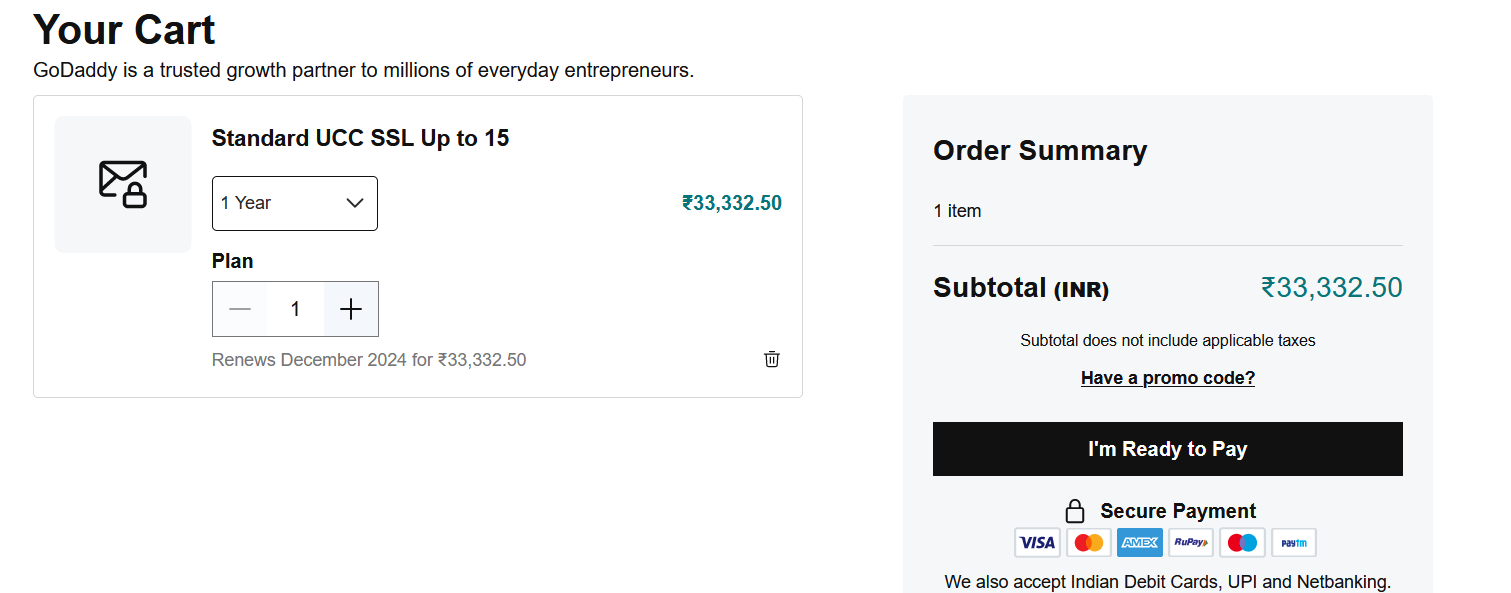 Your Cart
GoDaddy is a trusted growth partner to millions of everyday entrepreneurs.
Standard UCC SSL Up to 15
1 Year
₹33,332.50
Plan
1
Renews December 2024 for ₹33,332.50
Order Summary
1 item
Subtotal (INR)
₹33,332.50
Subtotal does not include applicable taxes
Have a promo code?
I'm Ready to Pay
Secure Payment
VISA
AMEX
RuPay
paytm
We also accept Indian Debit Cards, UPI and Netbanking.